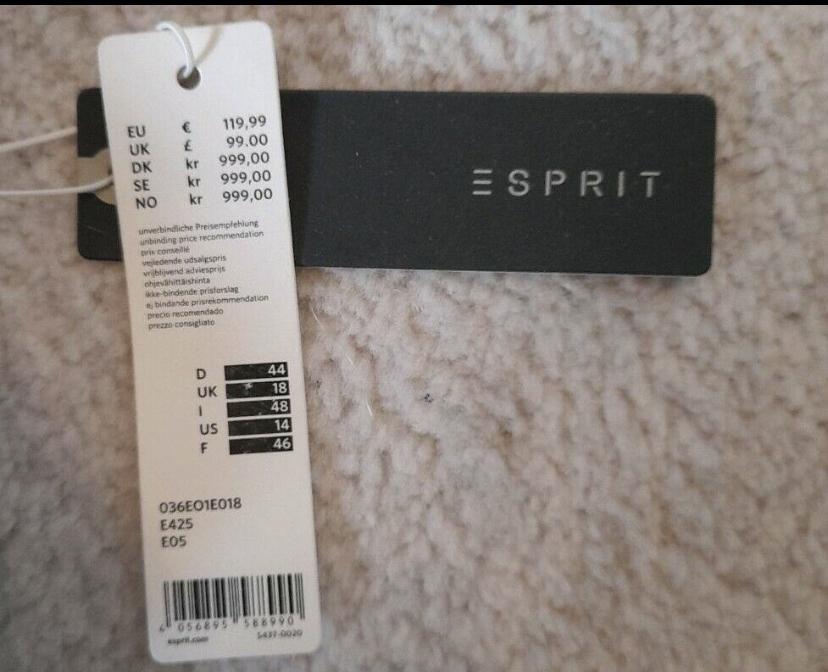 EU € 119,99
UK £ 99.00
DK kr 999,00
SE kr 999,00
NO kr 999,00
unverbindliche Preisempfehlung
unbinding price recommendation
prix conseillé
vejledende udsalgspris
vrijblijvend adviesprijs
ohjevähittäishinta
ikke-bindende prisforslag
ej bindande prisrekommendation
precio recomendado
prezzo consigliato
D 44
UK 18
I 48
US 14
F 46
036EO1E018
E425
E05
4 056895 588990
esprit.com 5437-0020
ESPRIT